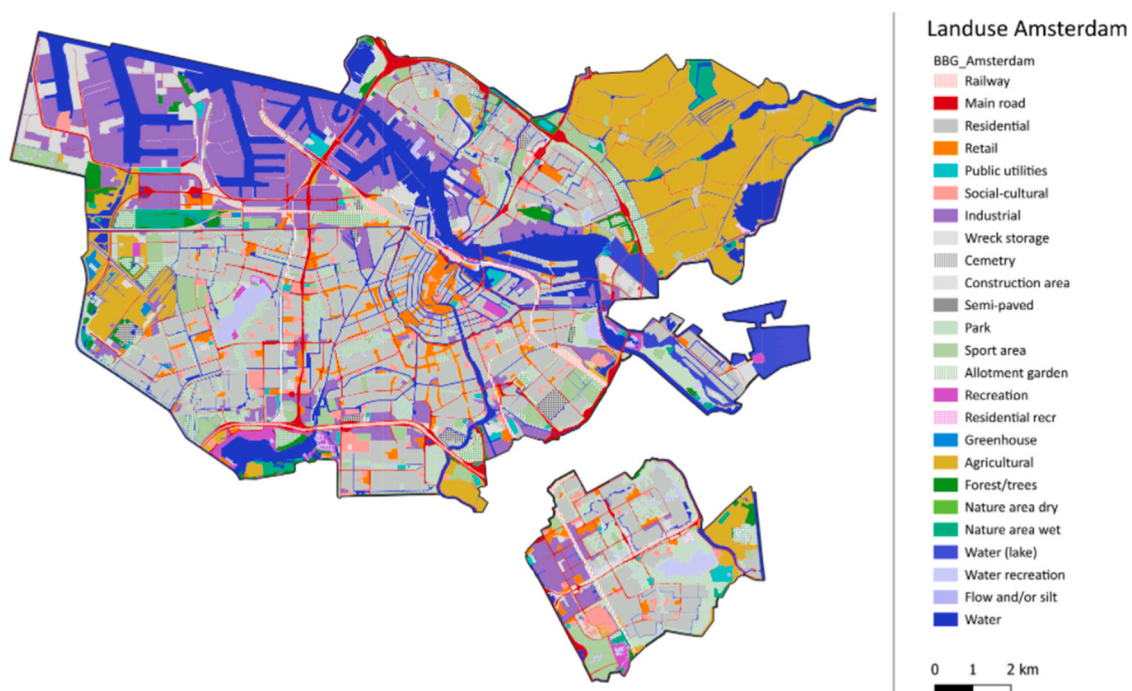 Landuse Amsterdam
BBG_Amsterdam
Railway
Main road
Residential
Retail
Public utilities
Social-cultural
Industrial
Wreck storage
Cemetry
Construction area
Semi-paved
Park
Sport area
Allotment garden
Recreation
Residential recr
Greenhouse
Agricultural
Forest/trees
Nature area dry
Nature area wet
Water (lake)
Water recreation
Flow and/or silt
Water
0 1 2 km